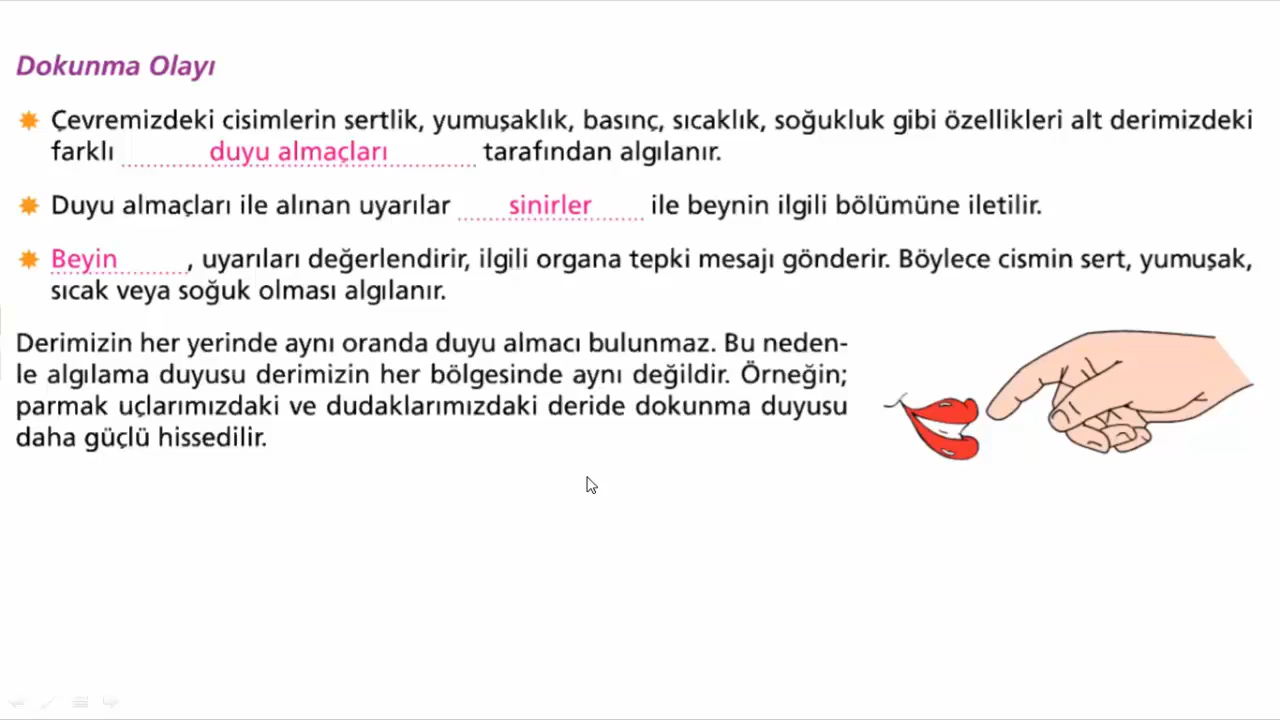 Dokunma Olayı
Çevremizdeki cisimlerin sertlik, yumuşaklık, basınç, sıcaklık, soğukluk gibi özellikleri alt derimizdeki
farklı duyu almaçları tarafından algılanır.
Duyu almaçları ile alınan uyarılar sinirler ile beynin ilgili bölümüne iletilir.
Beyin , uyarıları değerlendirir, ilgili organa tepki mesajı gönderir. Böylece cismin sert, yumuşak,
sıcak veya soğuk olması algılanır.
Derimizin her yerinde aynı oranda duyu almacı bulunmaz. Bu neden-
le algılama duyusu derimizin her bölgesinde aynı değildir. Örneğin;
parmak uçlarımızdaki ve dudaklarımızdaki deride dokunma duyusu
daha güçlü hissedilir.